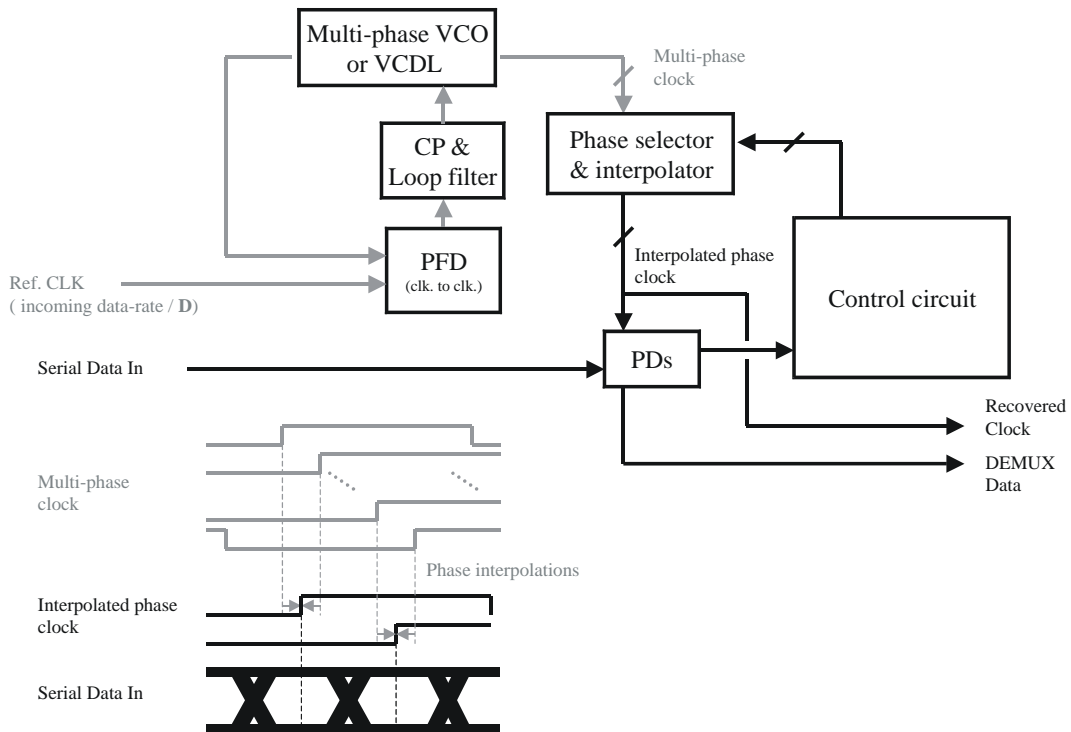 Multi-phase VCO
or VCDL
Multi-phase
clock
CP &
Loop filter
Phase selector
& interpolator
PFD
(clk. to clk.)
Interpolated phase
clock
Control circuit
Ref. CLK
( incoming data-rate / D)
Serial Data In
PDs
Recovered
Clock
DEMUX
Data
Multi-phase
clock
Phase interpolations
Interpolated phase
clock
Serial Data In